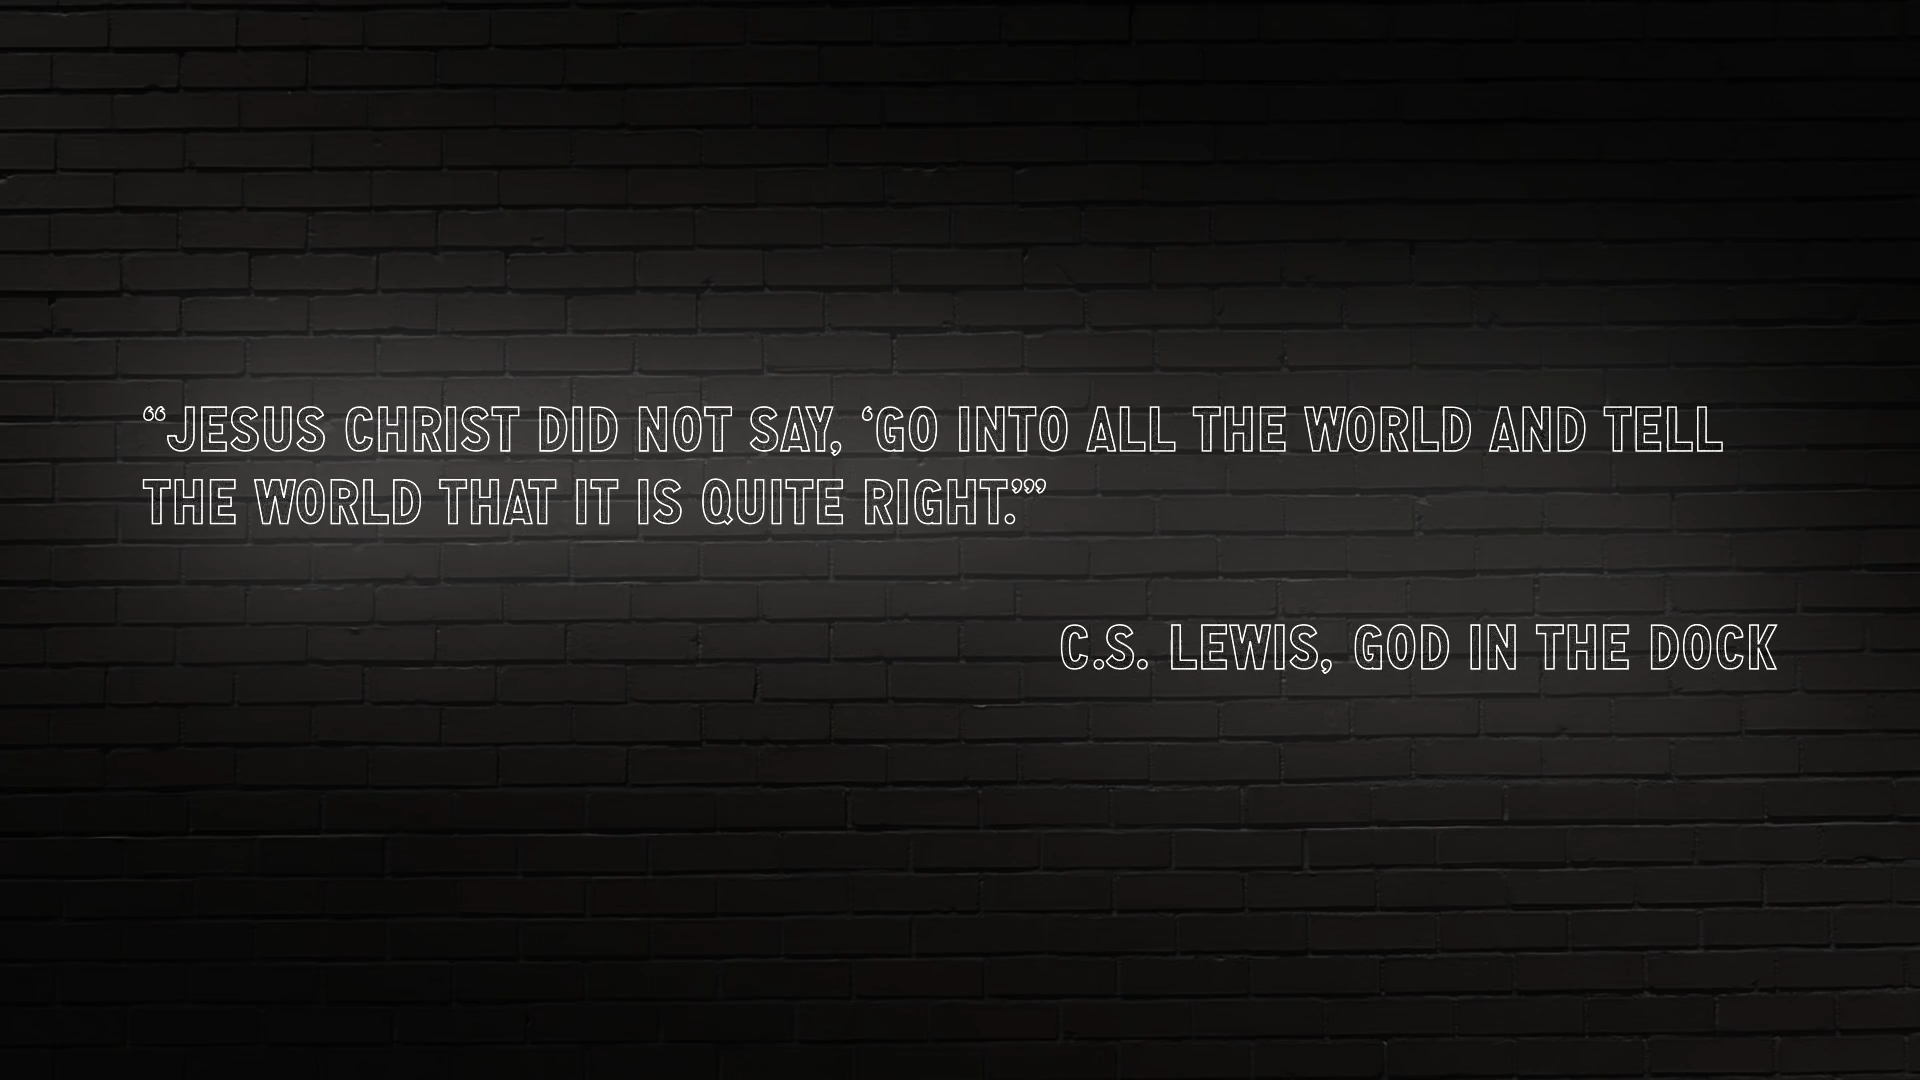 “JESUS CHRIST DID NOT SAY, ‘GO INTO ALL THE WORLD AND TELL
THE WORLD THAT IT IS QUITE RIGHT.’”
C.S. LEWIS, GOD IN THE DOCK